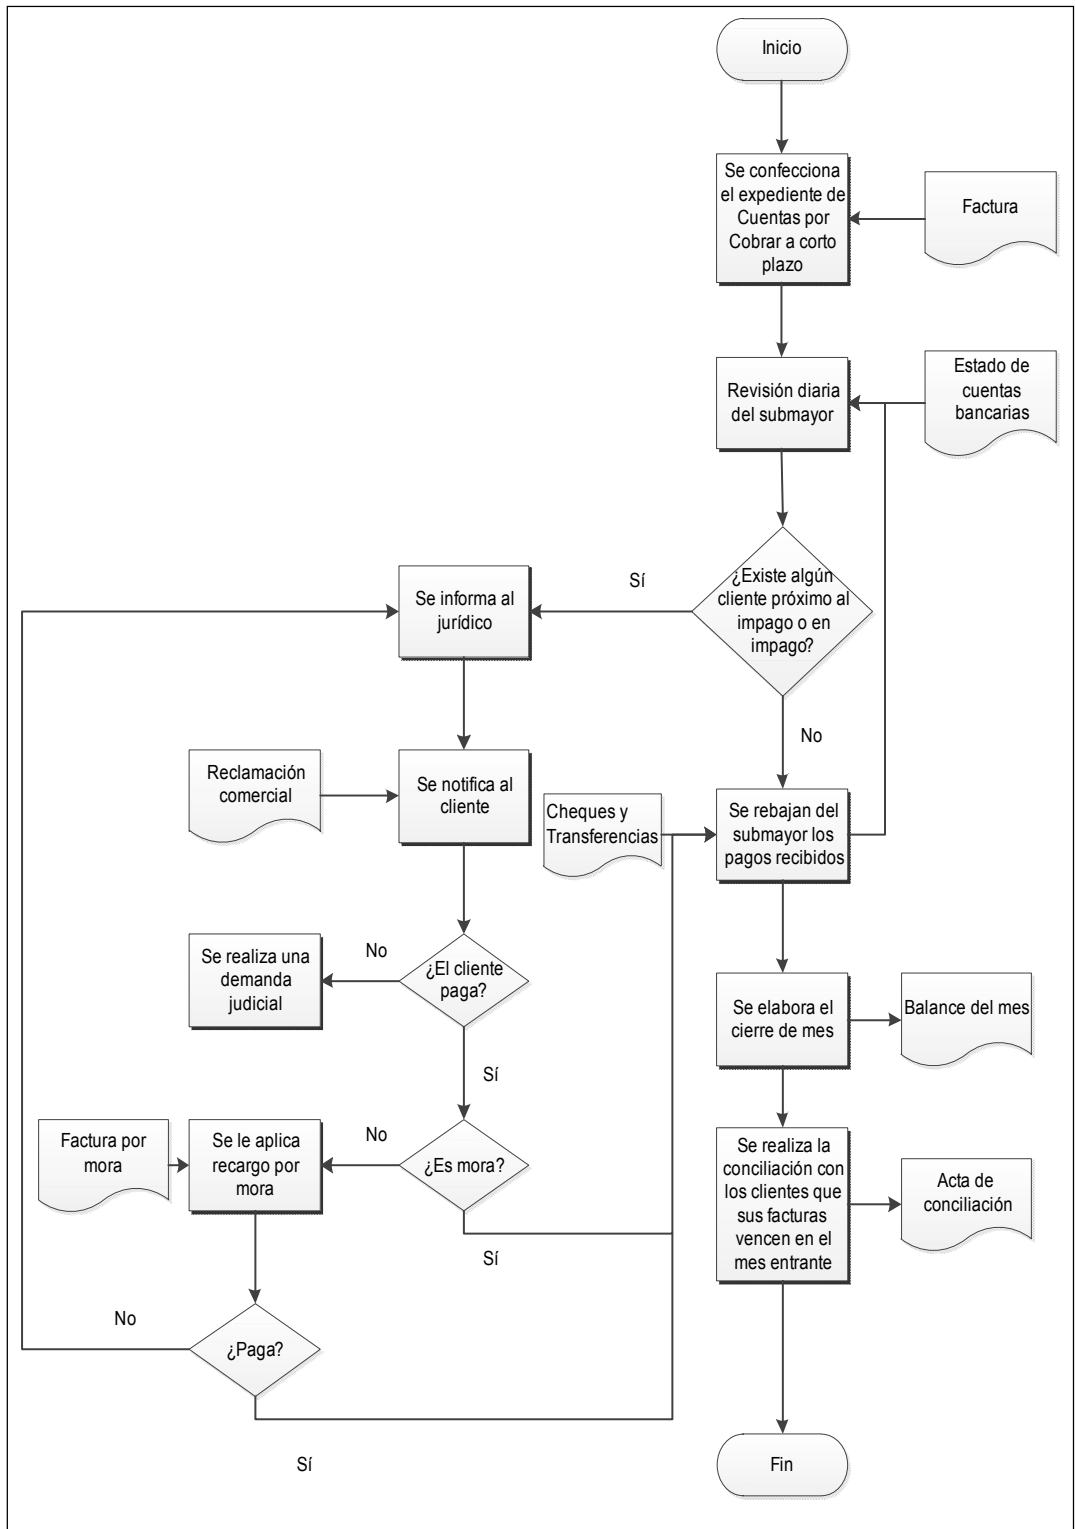 Inicio
Se confecciona
el expediente de
Cuentas por
Cobrar a corto
plazo
Factura
Revisión diaria
del submayor
Estado de
cuentas
bancarias
¿Existe algún
cliente próximo al
impago o en
impago?
Sí
Se informa al
jurídico
No
Reclamación
comercial
Se notifica al
cliente
Cheques y
Transferencias
Se rebajan del
submayor los
pagos recibidos
Se realiza una
demanda
judicial
No
¿El cliente
paga?
Sí
Se elabora el
cierre de mes
Balance del mes
Factura por
mora
Se le aplica
recargo por
mora
No
¿Es mora?
Sí
Se realiza la
conciliación con
los clientes que
sus facturas
vencen en el
mes entrante
Acta de
conciliación
No
¿Paga?
Sí
Fin